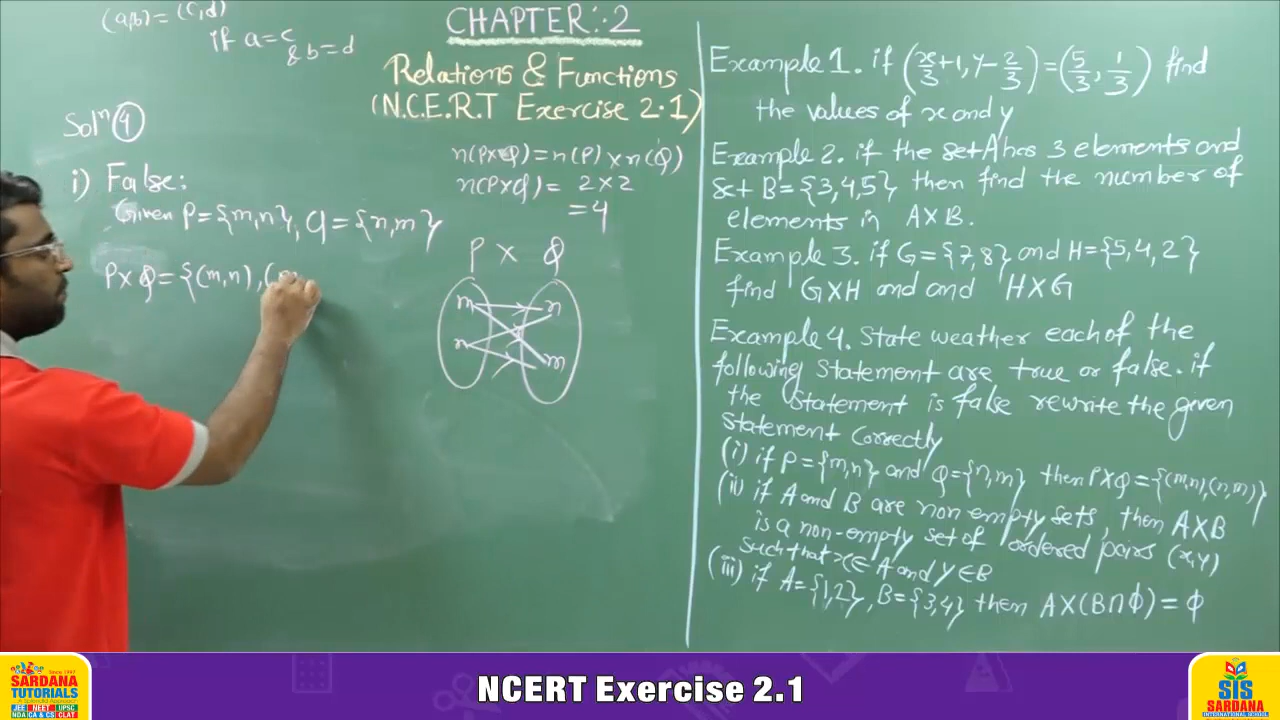 (a,b) = (c,d)
if a=c
& b=d
CHAPTER:-2
Relations & Functions
(N.C.E.R.T Exercise 2.1)
Solⁿ ④
i) False:
Given P={m,n}, Q={n,m}
P×Q={(m,n),(m
n(P×Q)=n(P)×n(Q)
n(P×Q)= 2×2
=4
P × Q
m n
n m
Example 1. if (x/3+1, y-2/3)=(5/3, 1/3) find
the values of x and y
Example 2. if the set A has 3 elements and
set B={3,4,5} then find the number of
elements in A×B.
Example 3. if G={7,8} and H={5,4,2}
find G×H and and H×G
Example 4. State weather each of the
following Statement are true or false. if
the Statement is false rewrite the given
Statement Correctly
(i) if P={m,n} and Q={n,m} then P×Q={(m,n),(n,m)}
(ii) if A and B are non empty sets, then A×B
is a non-empty set of ordered pairs (x,y)
such that x∈A and y∈B
(iii) if A={1,2}, B={3,4} then A×(B∩ϕ)=ϕ
NCERT Exercise 2.1
Since 1997
SARDANA
TUTORIALS
A Splendid Approach
JEE NEET UPSC
NDA CA & CS CLAT
SIS
SARDANA
INTERNATIONAL SCHOOL